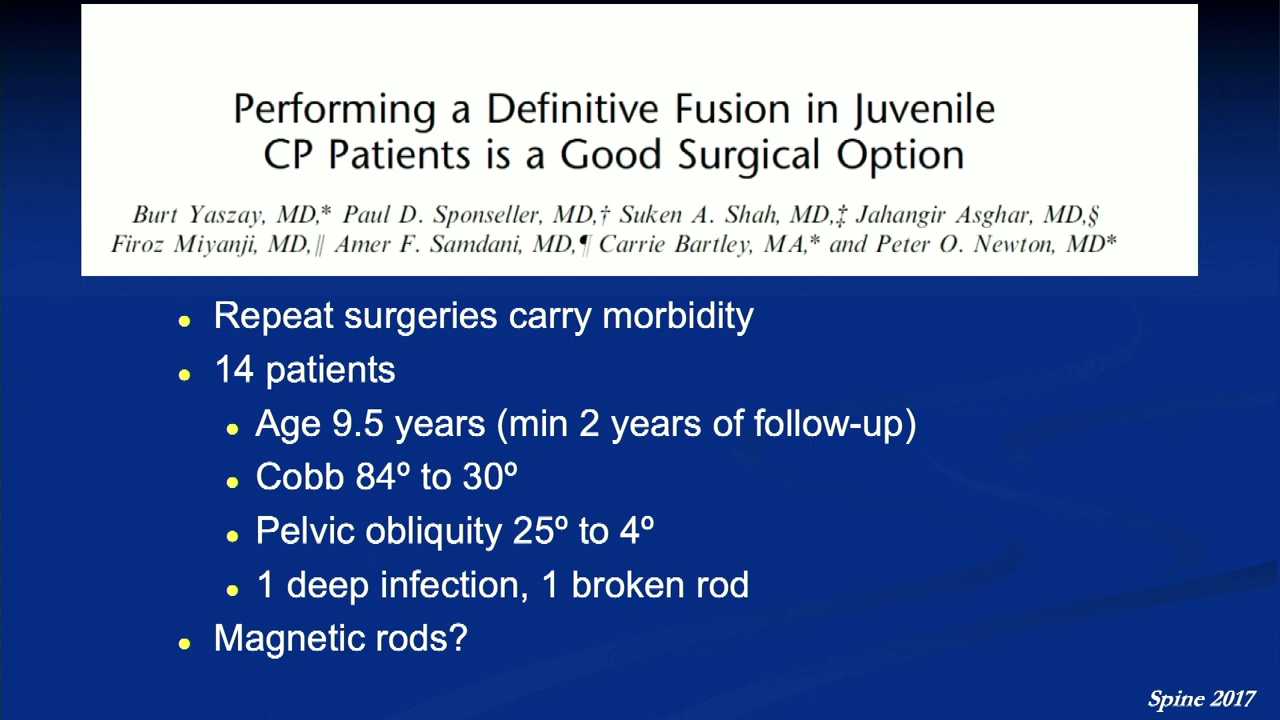 Performing a Definitive Fusion in Juvenile
CP Patients is a Good Surgical Option
Burt Yaszay, MD,* Paul D. Sponseller, MD,† Suken A. Shah, MD,‡ Jahangir Asghar, MD,§
Firoz Miyanji, MD,|| Amer F. Samdani, MD,¶ Carrie Bartley, MA,* and Peter O. Newton, MD*
• Repeat surgeries carry morbidity
• 14 patients
• Age 9.5 years (min 2 years of follow-up)
• Cobb 84º to 30º
• Pelvic obliquity 25º to 4º
• 1 deep infection, 1 broken rod
• Magnetic rods?
Spine 2017